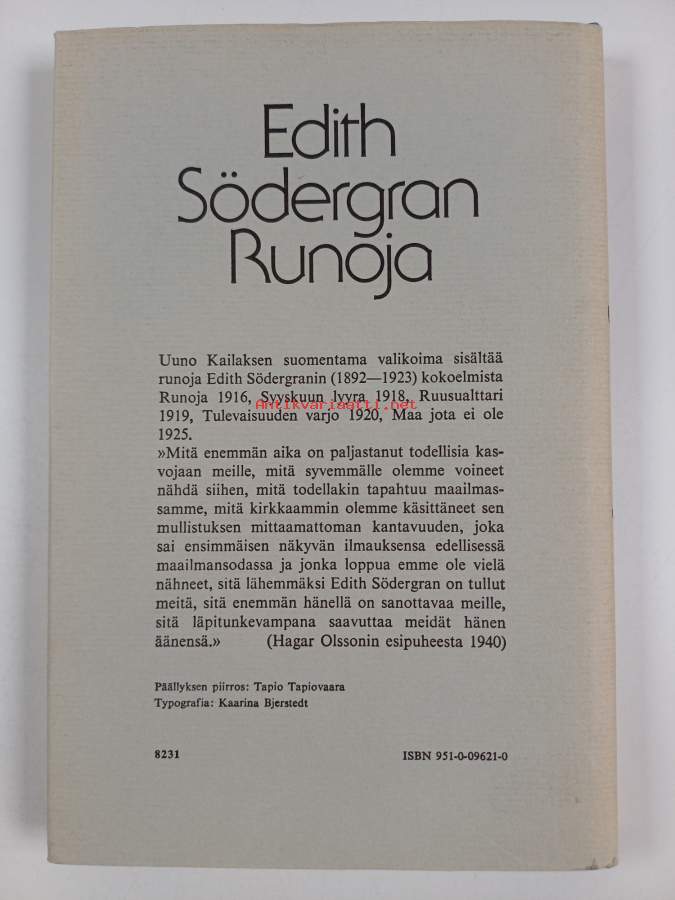 Edith
Södergran
Runoja
Uuno Kailaksen suomentama valikoima sisältää
runoja Edith Södergranin (1892—1923) kokoelmista
Runoja 1916, Syyskuun lyyra 1918, Ruusualttari
Antikvariaatti.net
1919, Tulevaisuuden varjo 1920, Maa jota ei ole
1925.
»Mitä enemmän aika on paljastanut todellisia kas-
vojaan meille, mitä syvemmälle olemme voineet
nähdä siihen, mitä todellakin tapahtuu maailmas-
samme, mitä kirkkaammin olemme käsittäneet sen
mullistuksen mittaamattoman kantavuuden, joka
sai ensimmäisen näkyvän ilmauksensa edellisessä
maailmansodassa ja jonka loppua emme ole vielä
nähneet, sitä lähemmäksi Edith Södergran on tullut
meitä, sitä enemmän hänellä on sanottavaa meille,
sitä läpitunkevampana saavuttaa meidät hänen
äänensä.» (Hagar Olssonin esipuheesta 1940)
Päällyksen piirros: Tapio Tapiovaara
Typografia: Kaarina Bjerstedt
8231 ISBN 951-0-09621-0